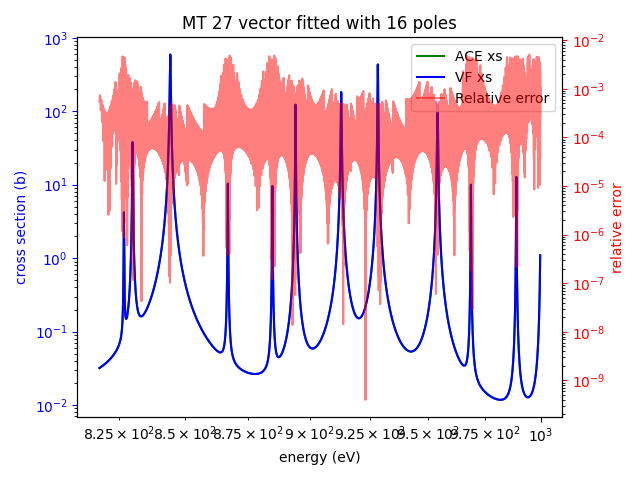 MT 27 vector fitted with 16 poles
10³
10²
10¹
10⁰
10⁻¹
10⁻²
cross section (b)
ACE xs
VF xs
Relative error
10⁻²
10⁻³
10⁻⁴
10⁻⁵
10⁻⁶
10⁻⁷
10⁻⁸
10⁻⁹
relative error
8.25 × 10² 8.5 × 10² 8.75 × 10² 9 × 10² 9.25 × 10² 9.5 × 10² 9.75 × 10² 10³
energy (eV)